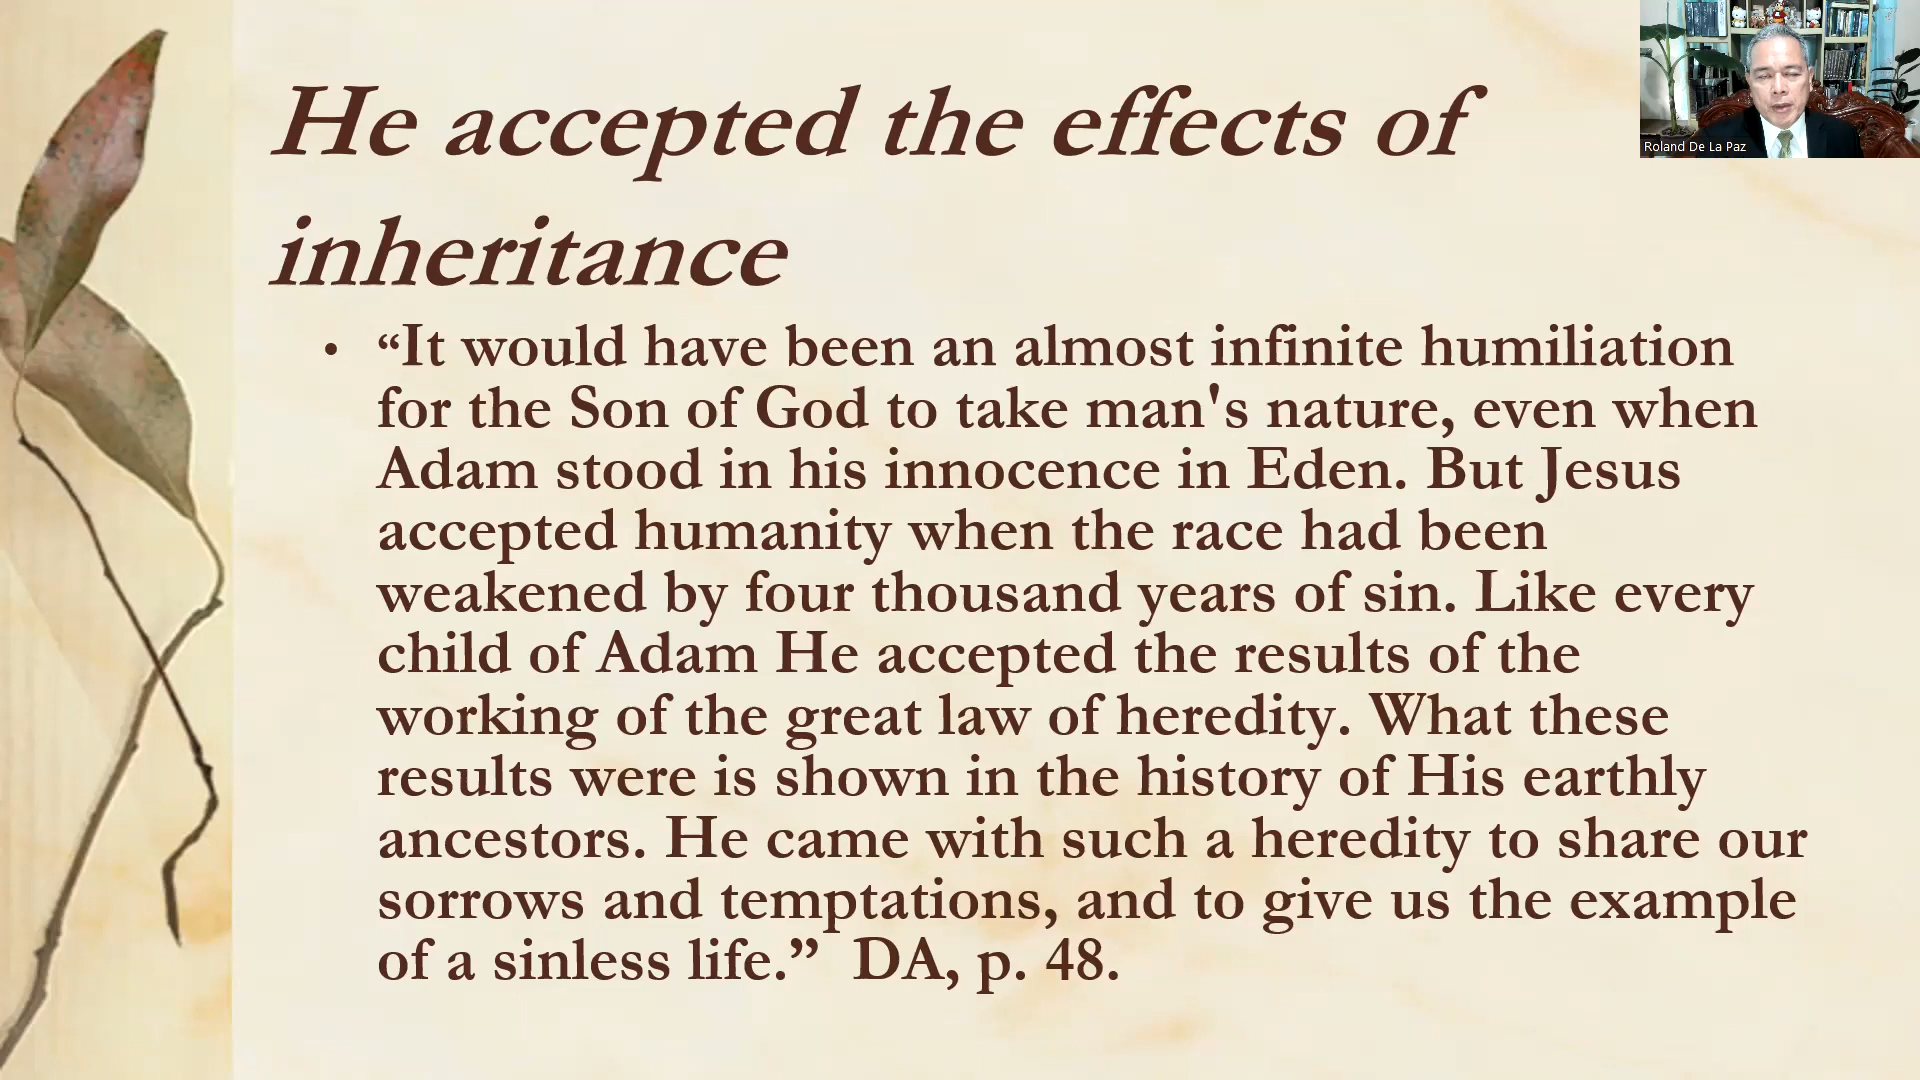 He accepted the effects of
inheritance
Roland De La Paz
• “It would have been an almost infinite humiliation
for the Son of God to take man's nature, even when
Adam stood in his innocence in Eden. But Jesus
accepted humanity when the race had been
weakened by four thousand years of sin. Like every
child of Adam He accepted the results of the
working of the great law of heredity. What these
results were is shown in the history of His earthly
ancestors. He came with such a heredity to share our
sorrows and temptations, and to give us the example
of a sinless life.”  DA, p. 48.